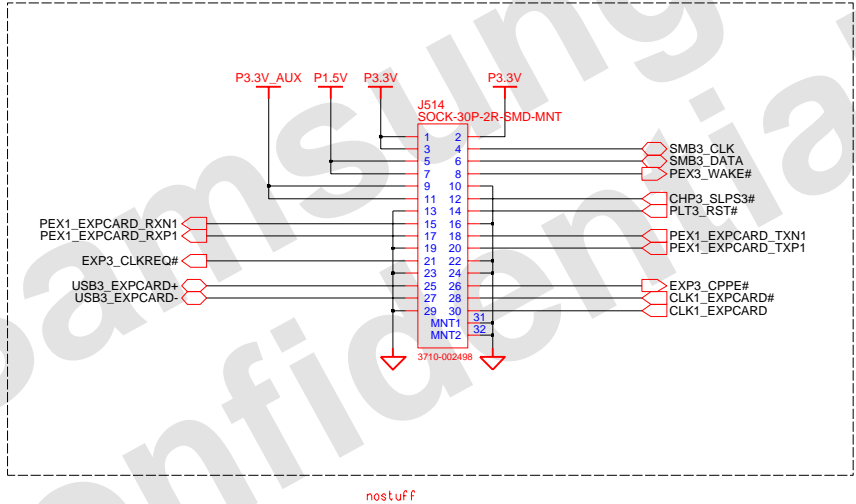 P3.3V_AUX P1.5V P3.3V P3.3V
J514
SOCK-30P-2R-SMD-MNT
1 2
3 4 SMB3_CLK
5 6 SMB3_DATA
7 8 PEX3_WAKE#
9 10
11 12 CHP3_SLPS3#
13 14 PLT3_RST#
PEX1_EXPCARD_RXN1 15 16
PEX1_EXPCARD_RXP1 17 18 PEX1_EXPCARD_TXN1
19 20 PEX1_EXPCARD_TXP1
EXP3_CLKREQ# 21 22
23 24
USB3_EXPCARD+ 25 26 EXP3_CPPE#
USB3_EXPCARD- 27 28 CLK1_EXPCARD#
29 30 CLK1_EXPCARD
MNT1 31
MNT2 32
3710-002498
Samsung
Confidential
nostuff